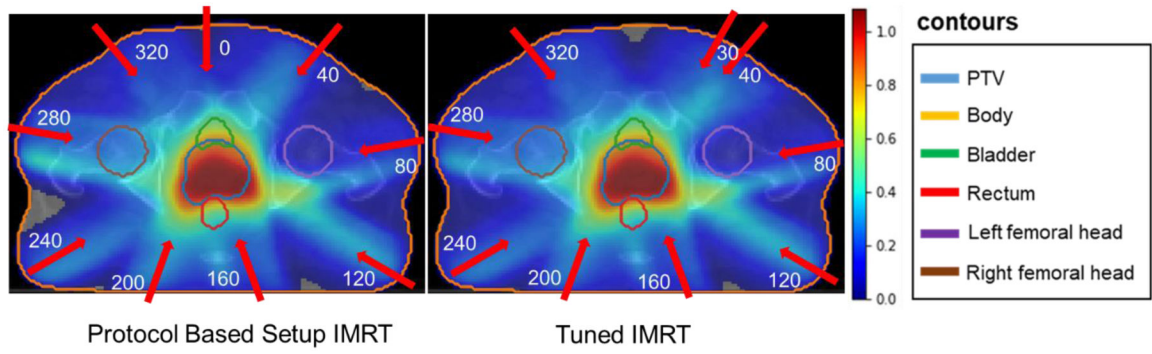 320
0
40
280
80
240
200
160
120
320
30
40
280
80
240
200
160
120
1.0
0.8
0.6
0.4
0.2
0.0
contours
PTV
Body
Bladder
Rectum
Left femoral head
Right femoral head
Protocol Based Setup IMRT
Tuned IMRT